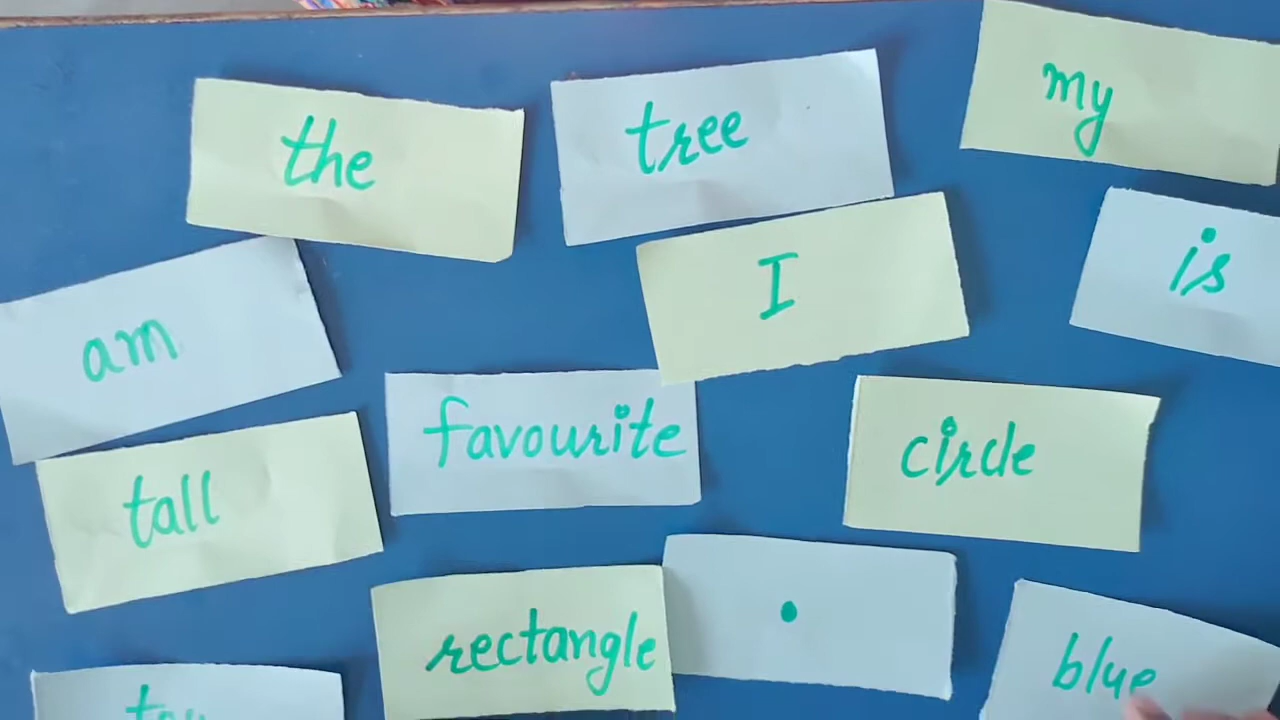 the
tree
my
am
I
is
tall
favourite
circle
rectangle
.
blue